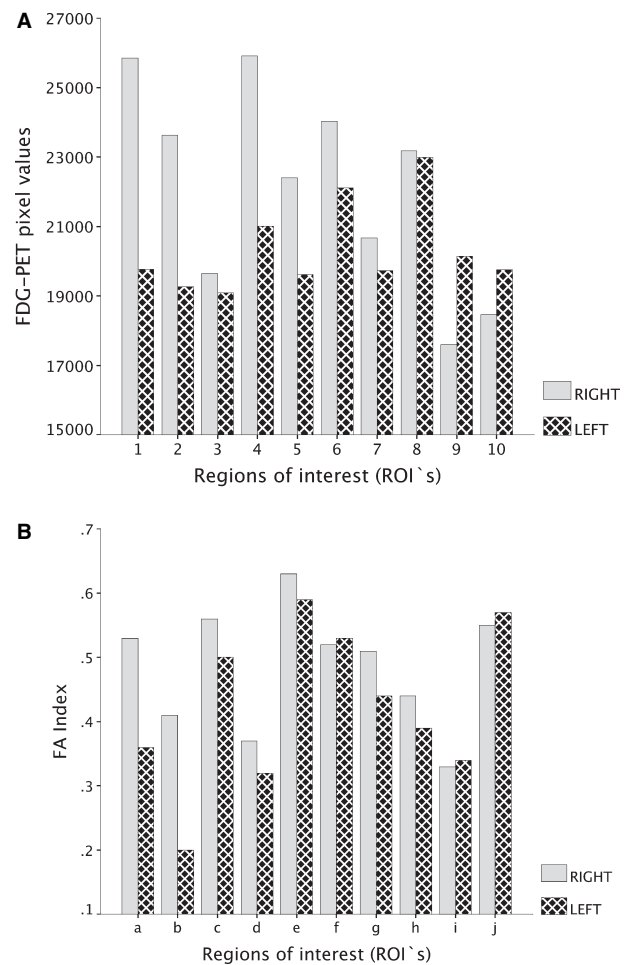 A
27000
25000
23000
21000
19000
17000
15000
FDG-PET pixel values
1 2 3 4 5 6 7 8 9 10
Regions of interest (ROI`s)
RIGHT
LEFT
B
.7
.6
.5
.4
.3
.2
.1
FA Index
a b c d e f g h i j
Regions of interest (ROI`s)
RIGHT
LEFT